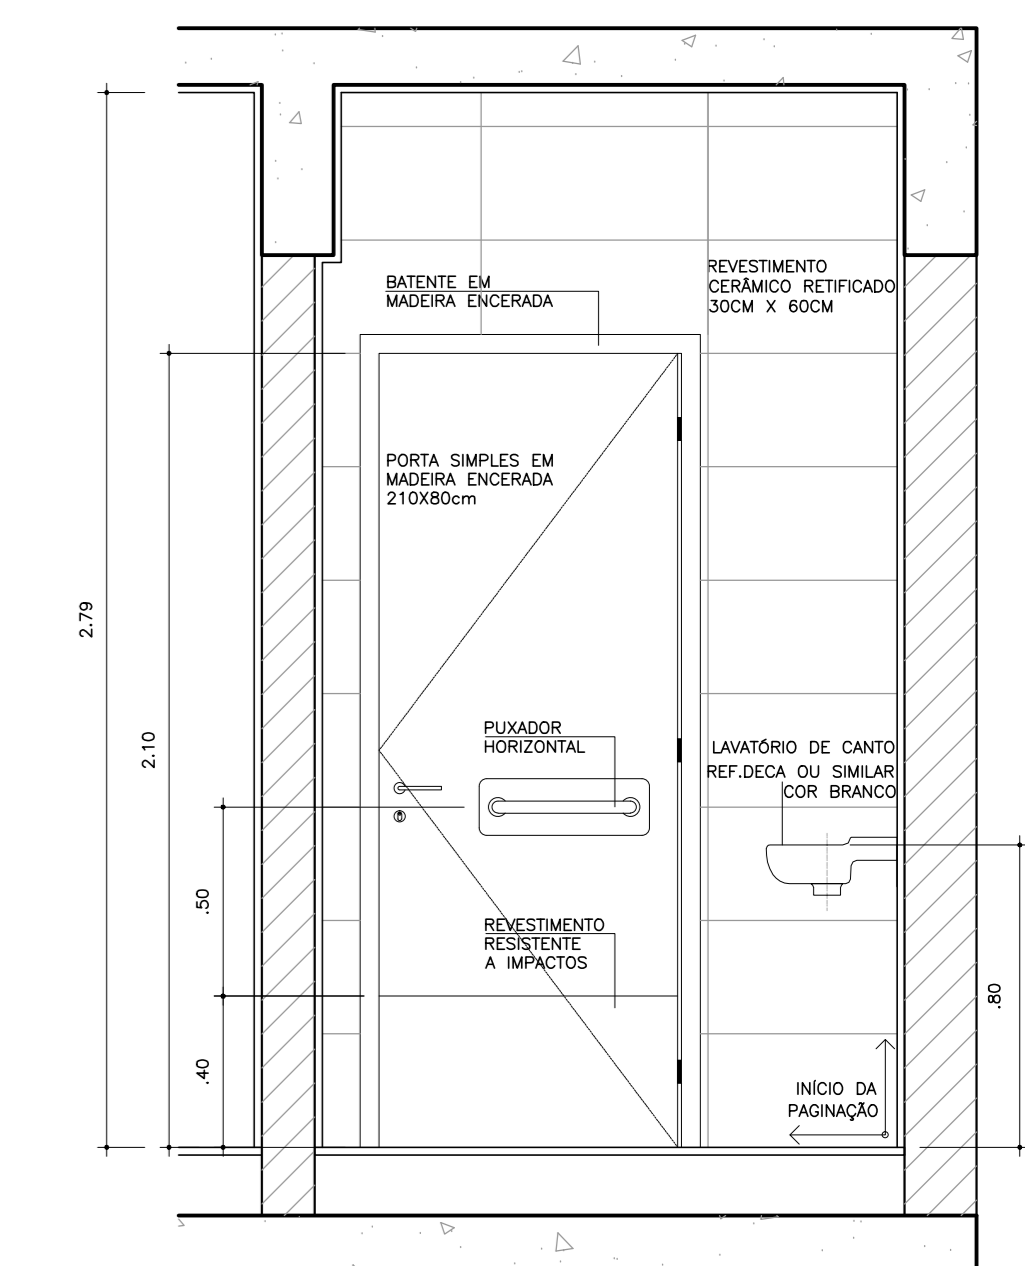 BATENTE EM
MADEIRA ENCERADA
REVESTIMENTO
CERÂMICO RETIFICADO
30CM X 60CM
PORTA SIMPLES EM
MADEIRA ENCERADA
210X80cm
2.79
2.10
PUXADOR
HORIZONTAL
LAVATÓRIO DE CANTO
REF.DECA OU SIMILAR
COR BRANCO
.50
REVESTIMENTO
RESISTENTE
A IMPACTOS
.80
.40
INÍCIO DA
PAGINAÇÃO